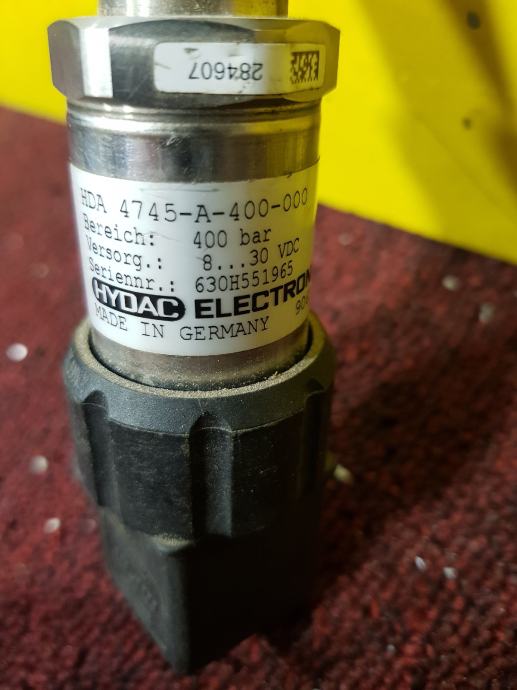 284607
HDA 4745-A-400-000
Bereich: 400 bar
Versorg.: 8...30 VDC
Seriennr.: 630H551965
HYDAC ELECTRON
MADE IN GERMANY